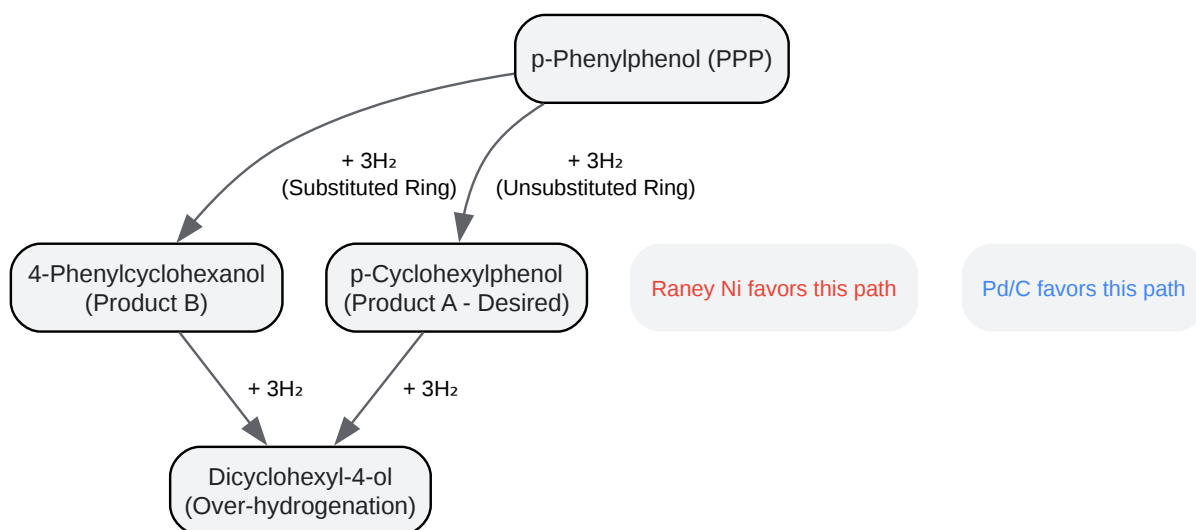 p-Phenylphenol (PPP)
+ 3H₂
(Substituted Ring)
+ 3H₂
(Unsubstituted Ring)
4-Phenylcyclohexanol
(Product B)
p-Cyclohexylphenol
(Product A - Desired)
Raney Ni favors this path
Pd/C favors this path
+ 3H₂
+ 3H₂
Dicyclohexyl-4-ol
(Over-hydrogenation)